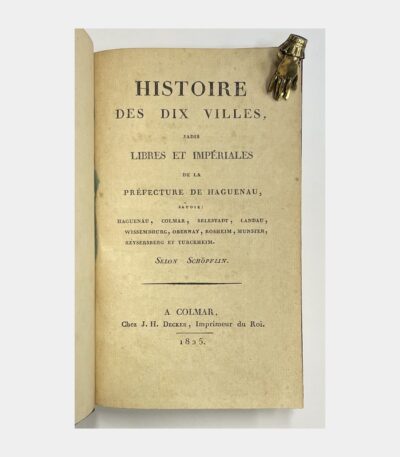 HISTOIRE
DES DIX VILLES,
JADIS
LIBRES ET IMPÉRIALES
DE LA
PRÉFECTURE DE HAGUENAU,
SAVOIR:
HAGUENAU, COLMAR, SELESTADT, LANDAU,
WISSEMBURG, OBERNAY, ROSHEIM, MUNSTER,
KEYSERSBERG ET TURCKHEIM.
SELON SCHÖPFLIN.
A COLMAR,
Chez J. H. DECKER, Imprimeur du Roi.
1825.